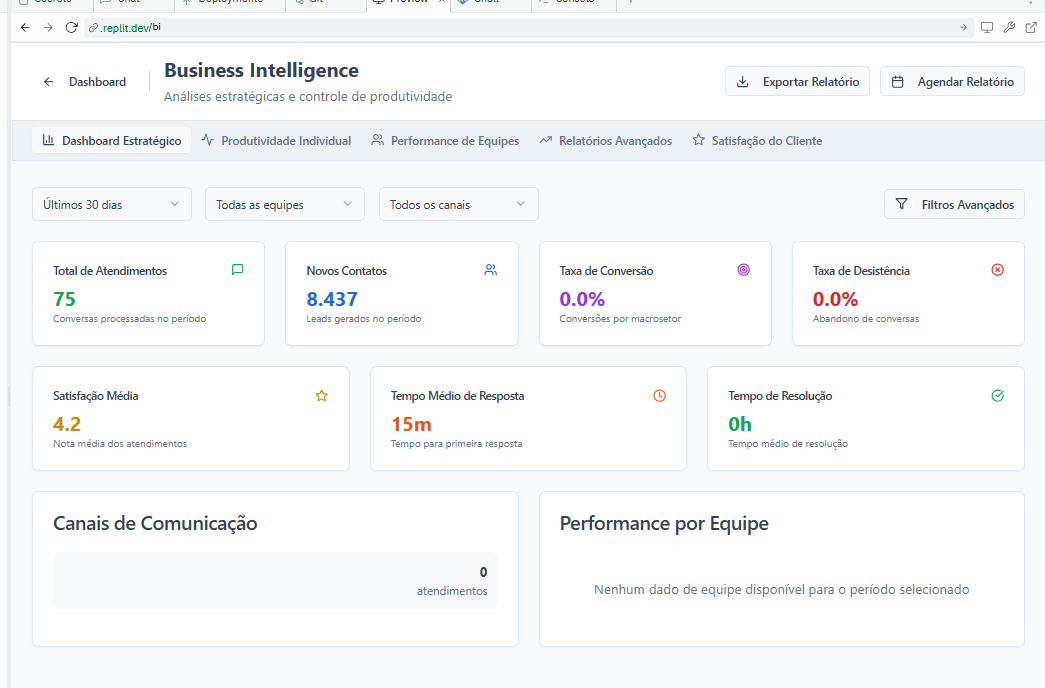 Secrets
Chat
Deployments
Git
Preview
Shell
Console
.replit.dev/bi
Dashboard
Business Intelligence
Análises estratégicas e controle de produtividade
Exportar Relatório
Agendar Relatório
Dashboard Estratégico
Produtividade Individual
Performance de Equipes
Relatórios Avançados
Satisfação do Cliente
Últimos 30 dias
Todas as equipes
Todos os canais
Filtros Avançados
Total de Atendimentos
75
Conversas processadas no período
Novos Contatos
8.437
Leads gerados no período
Taxa de Conversão
0.0%
Conversões por macrosetor
Taxa de Desistência
0.0%
Abandono de conversas
Satisfação Média
4.2
Nota média dos atendimentos
Tempo Médio de Resposta
15m
Tempo para primeira resposta
Tempo de Resolução
0h
Tempo médio de resolução
Canais de Comunicação
0
atendimentos
Performance por Equipe
Nenhum dado de equipe disponível para o período selecionado